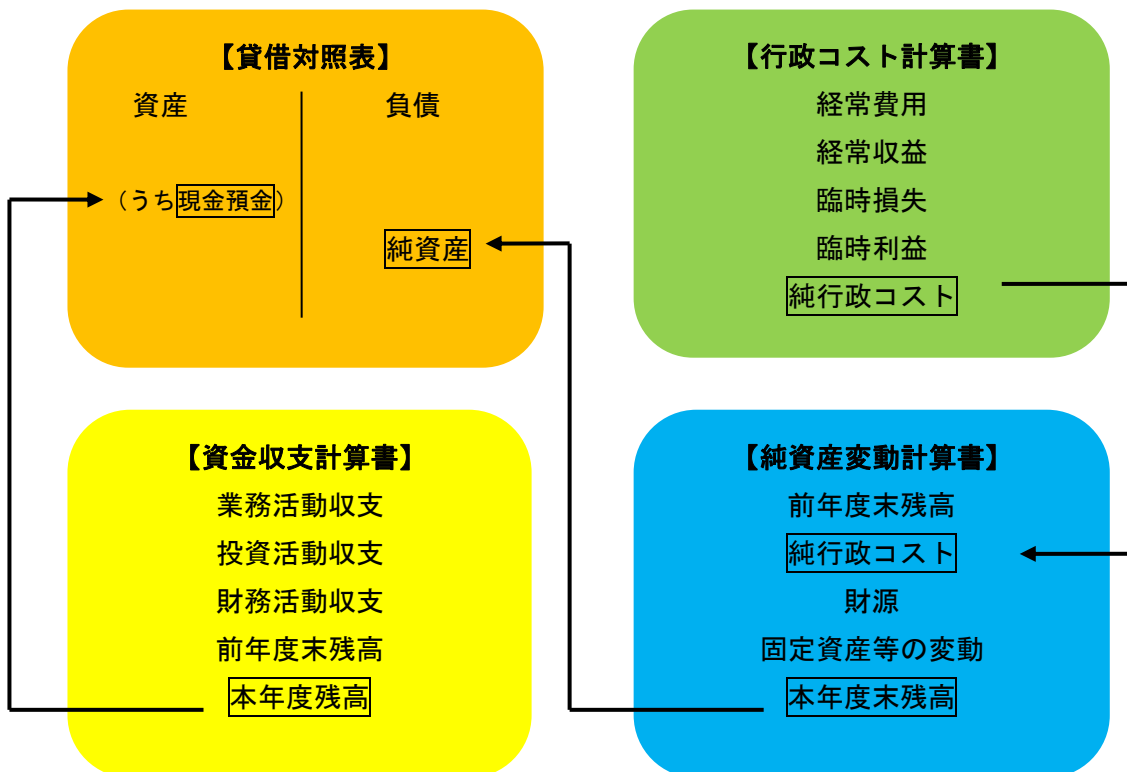 【貸借対照表】
資産
負債
（うち現金預金）
純資産
【行政コスト計算書】
経常費用
経常収益
臨時損失
臨時利益
純行政コスト
【資金収支計算書】
業務活動収支
投資活動収支
財務活動収支
前年度末残高
本年度残高
【純資産変動計算書】
前年度末残高
純行政コスト
財源
固定資産等の変動
本年度末残高